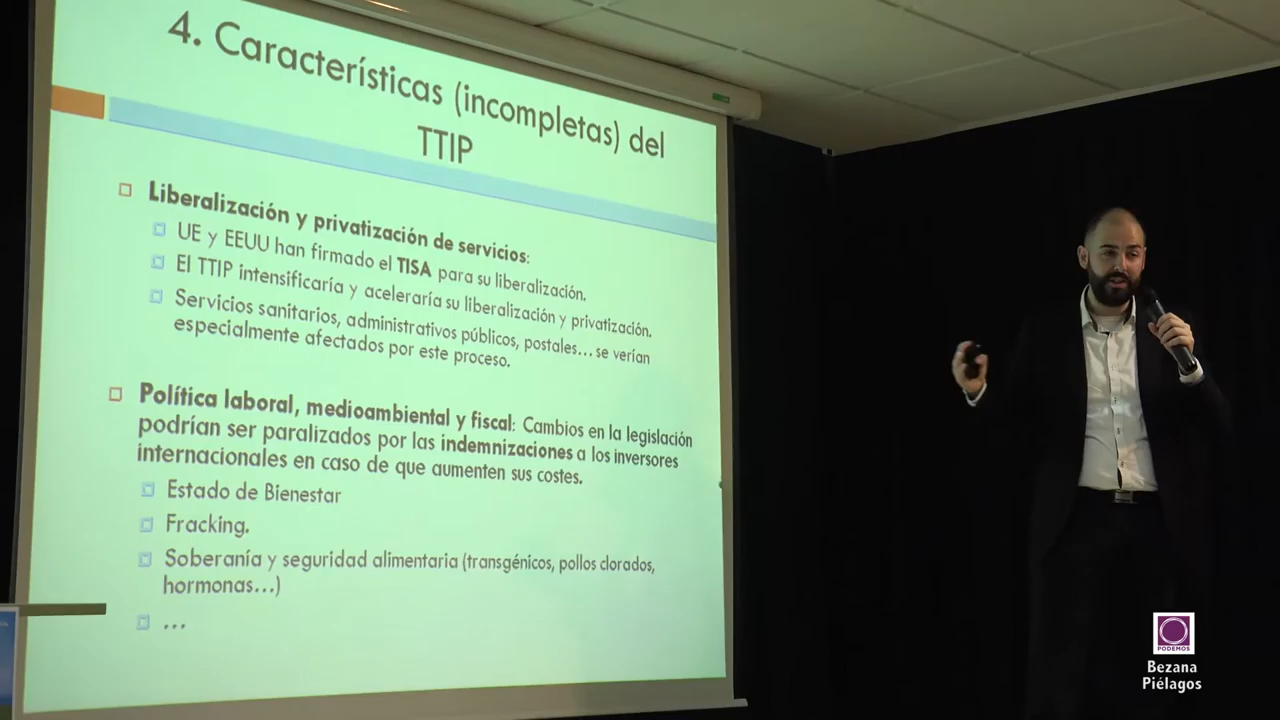 4. Características (incompletas) del
TTIP
Liberalización y privatización de servicios:
UE y EEUU han firmado el TISA para su liberalización.
El TTIP intensificaría y aceleraría su liberalización y privatización.
Servicios sanitarios, administrativos públicos, postales... se verían
especialmente afectados por este proceso.
Política laboral, medioambiental y fiscal: Cambios en la legislación
podrían ser paralizados por las indemnizaciones a los inversores
internacionales en caso de que aumenten sus costes.
Estado de Bienestar
Fracking.
Soberanía y seguridad alimentaria (transgénicos, pollos clorados,
hormonas...)
...
PODEMOS
Bezana
Piélagos